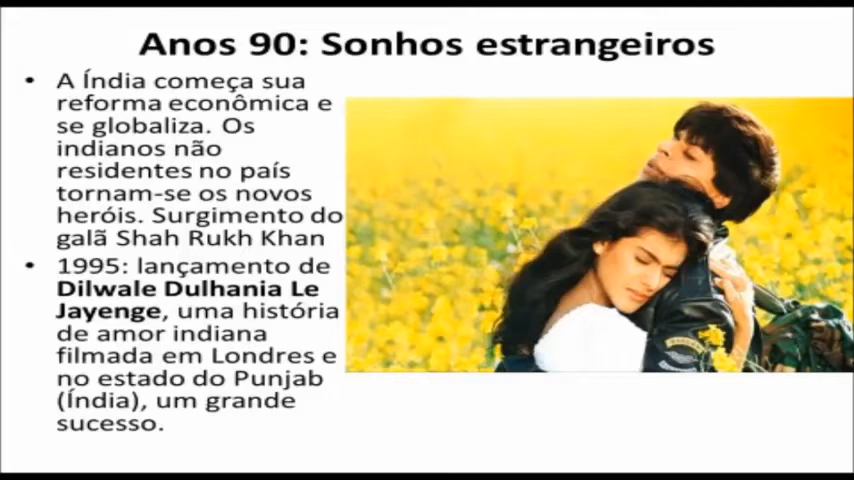 Anos 90: Sonhos estrangeiros
• A Índia começa sua
reforma econômica e
se globaliza. Os
indianos não
residentes no país
tornam-se os novos
heróis. Surgimento do
galã Shah Rukh Khan
• 1995: lançamento de
Dilwale Dulhania Le
Jayenge, uma história
de amor indiana
filmada em Londres e
no estado do Punjab
(Índia), um grande
sucesso.